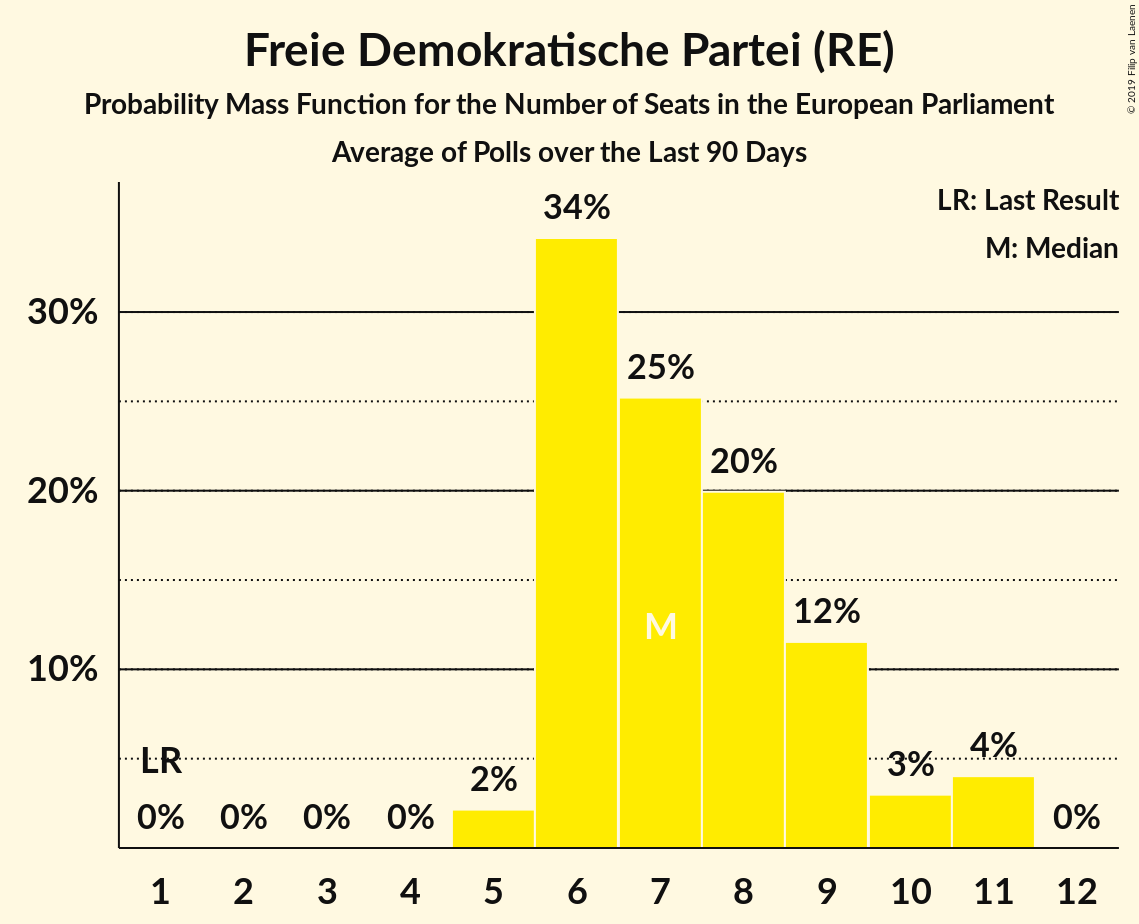 Freie Demokratische Partei (RE)
Probability Mass Function for the Number of Seats in the European Parliament
Average of Polls over the Last 90 Days
© 2019 Filip van Laenen
LR: Last Result
M: Median
34%
30%
25%
20%
20%
12%
M
10%
LR
4%
3%
2%
0% 0% 0% 0% 0%
1 2 3 4 5 6 7 8 9 10 11 12